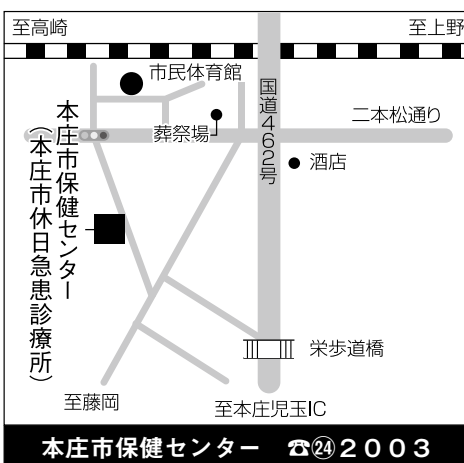 至高崎
至上野
市民体育館
国道462号
二本松通り
葬祭場
酒店
本庄市保健センター
（本庄市休日急患診療所）
栄歩道橋
至藤岡
至本庄児玉IC
本庄市保健センター ☎㉔2003